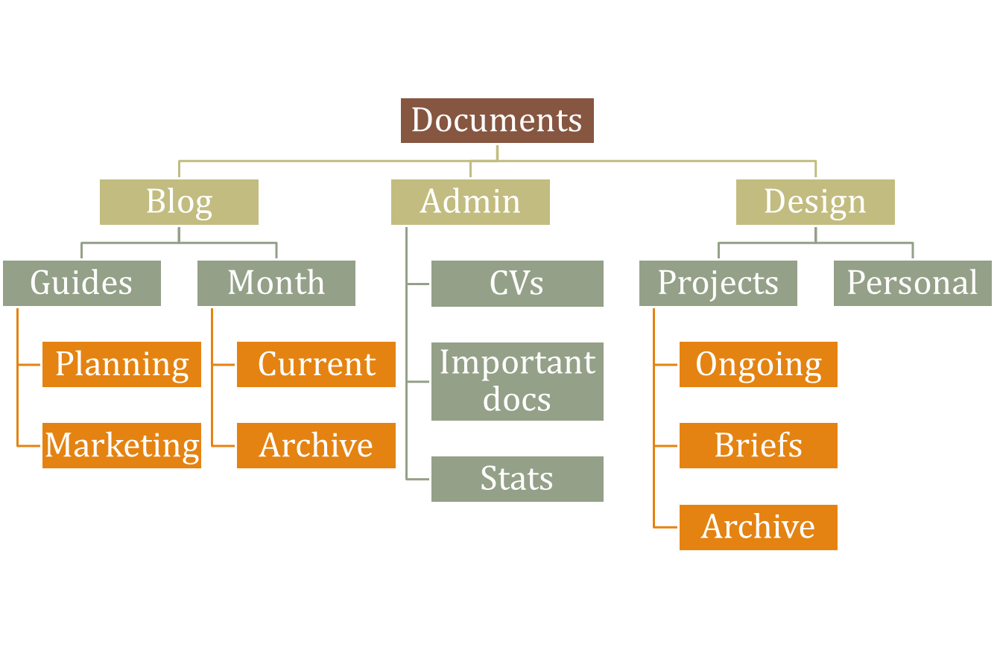 Documents
Blog
Admin
Design
Guides
Month
CVs
Projects
Personal
Planning
Current
Important
docs
Ongoing
Marketing
Archive
Stats
Briefs
Archive